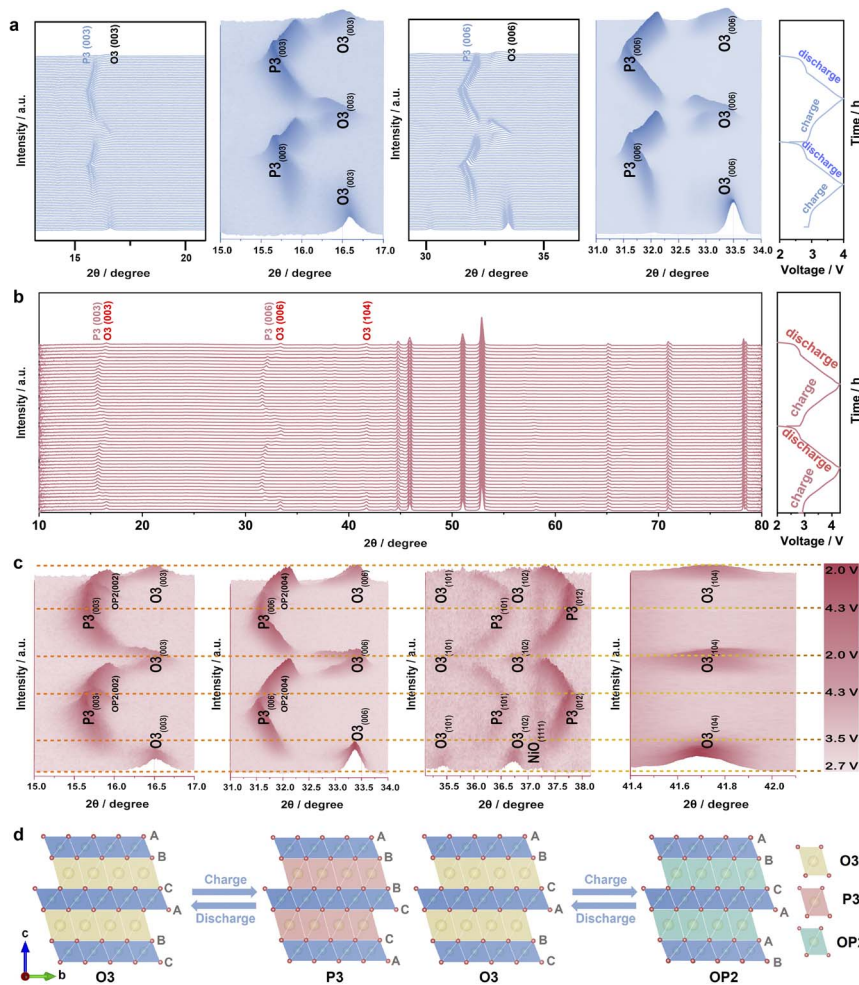 a
P3 (003)
O3 (003)
Intensity / a.u.
15
20
2θ / degree
P3(003)
O3(003)
O3(003)
P3(003)
O3(003)
Intensity / a.u.
15.0
15.5
16.0
16.5
17.0
2θ / degree
P3 (006)
O3 (006)
Intensity / a.u.
30
35
2θ / degree
P3(006)
O3(006)
O3(006)
P3(006)
O3(006)
Intensity / a.u.
31.0
31.5
32.0
32.5
33.0
33.5
34.0
2θ / degree
discharge
charge
discharge
charge
2
3
4
Voltage / V
Time / h
b
P3 (003)
O3 (003)
P3 (006)
O3 (006)
O3 (104)
Intensity / a.u.
10
20
30
40
50
60
70
80
2θ / degree
discharge
charge
discharge
charge
2
3
4
Voltage / V
Time / h
c
P3(003)
OP2(002)
O3(003)
O3(003)
P3(003)
OP2(002)
O3(003)
Intensity / a.u.
15.0
15.5
16.0
16.5
17.0
2θ / degree
P3(006)
OP2(004)
O3(006)
O3(006)
P3(006)
OP2(004)
O3(006)
Intensity / a.u.
31.0
31.5
32.0
32.5
33.0
33.5
34.0
2θ / degree
O3(101)
P3(101)
O3(102)
P3(012)
O3(101)
O3(102)
P3(101)
P3(012)
O3(101)
O3(102)
NiO(1111)
Intensity / a.u.
35.5
36.0
36.5
37.0
37.5
38.0
2θ / degree
O3(104)
O3(104)
O3(104)
Intensity / a.u.
41.4
41.6
41.8
42.0
2θ / degree
2.0 V
4.3 V
2.0 V
4.3 V
3.5 V
2.7 V
d
A
B
C
A
B
C
O3
Charge
Discharge
A
B
C
B
C
A
P3
A
B
C
A
B
C
O3
Charge
Discharge
A
B
C
A
B
OP2
c
b
O3
P3